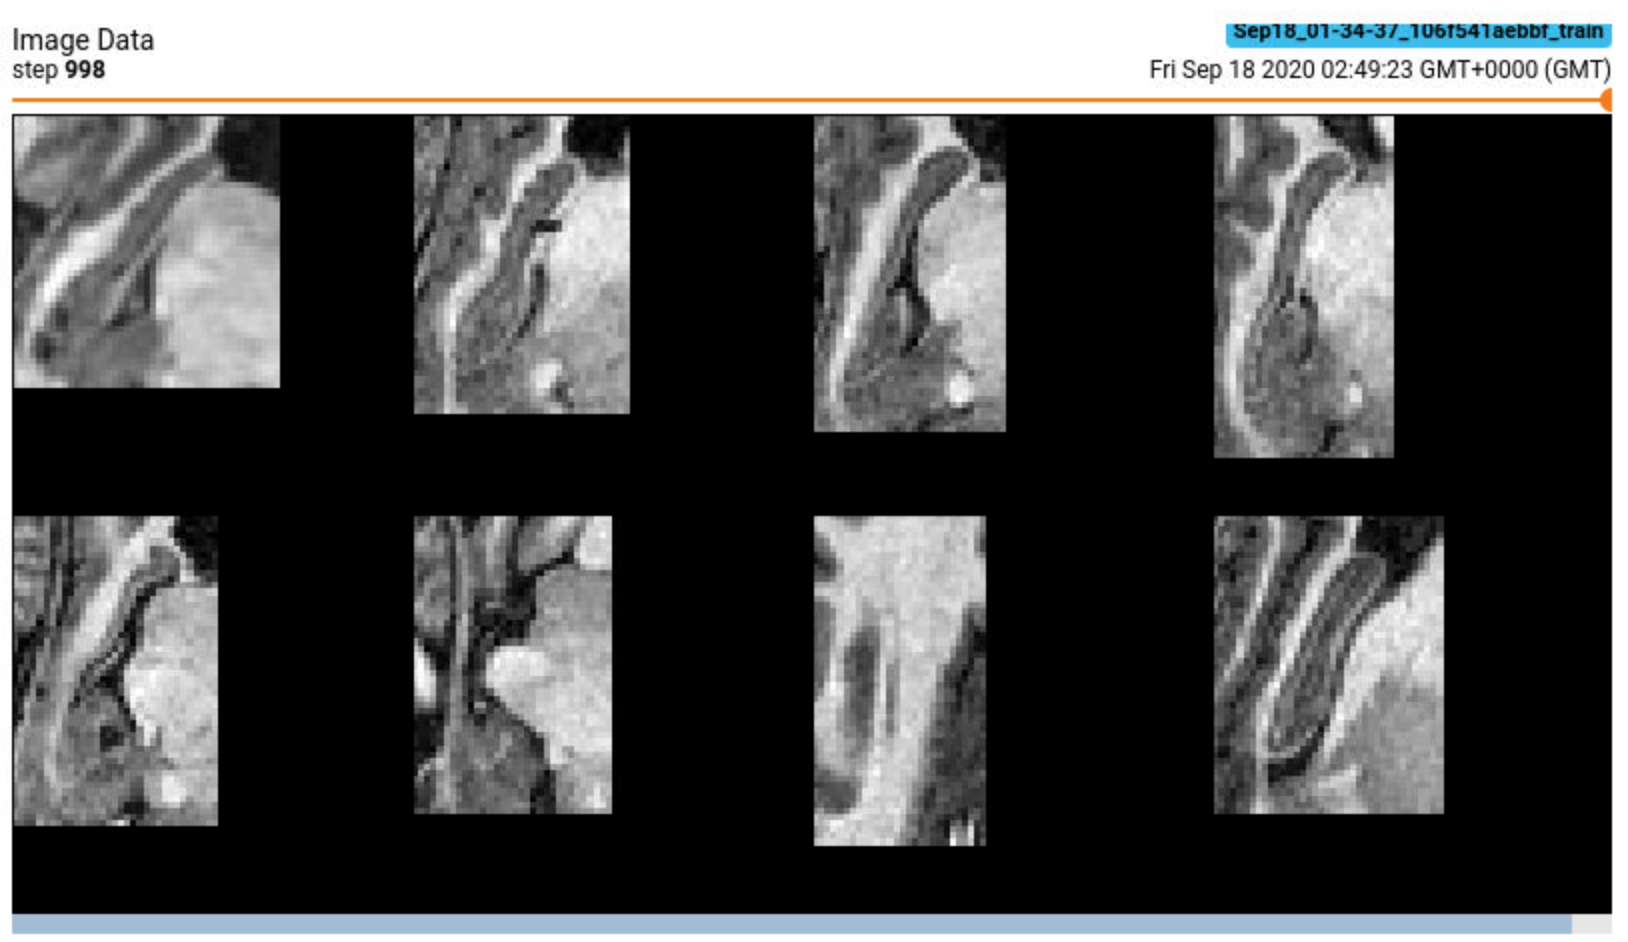 Image Data
Sep18_01-34-37_106f541aebbf_train
step 998
Fri Sep 18 2020 02:49:23 GMT+0000 (GMT)